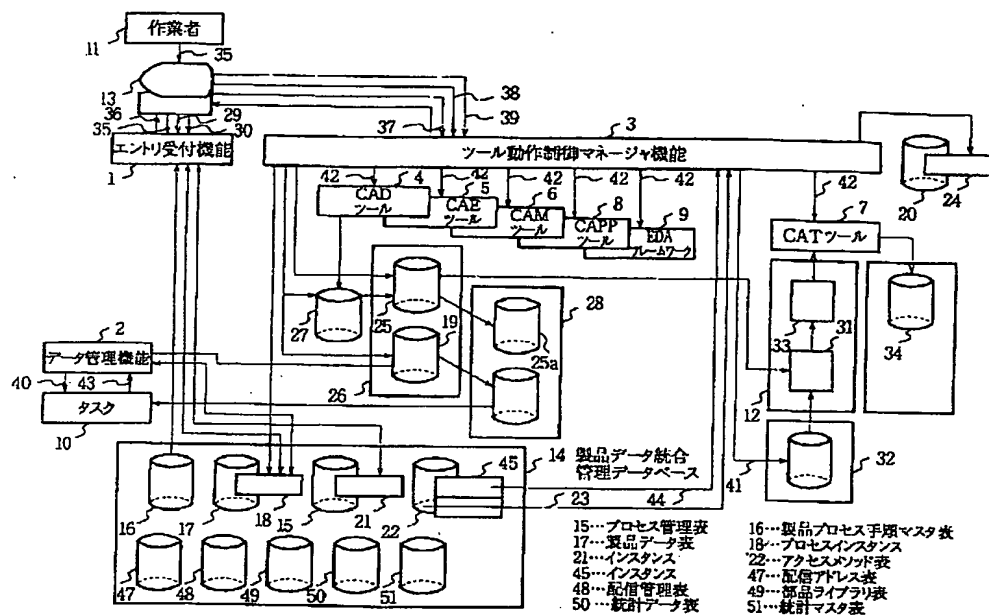 作業者
11
35
13
36
35
29
30
38
39
37
エントリ受付機能
1
3
ツール動作制御マネージャ機能
20
24
42
4
CAD
ツール
42
5
CAE
ツール
42
6
CAM
ツール
42
8
CAPP
ツール
42
9
EDA
フレームワーク
42
7
CATツール
27
25
19
26
25a
28
33
31
12
34
32
2
データ管理機能
40
43
タスク
10
14
製品データ統合
管理データベース
45
23
44
41
16
17
18
15
21
22
47
48
49
50
51
15…プロセス管理表
17…製品データ表
21…インスタンス
45…インスタンス
48…配信管理表
50…統計データ表
16…製品プロセス手順マスタ表
18…プロセスインスタンス
22…アクセスメソッド表
47…配信アドレス表
49…部品ライブラリ表
51…統計マスタ表